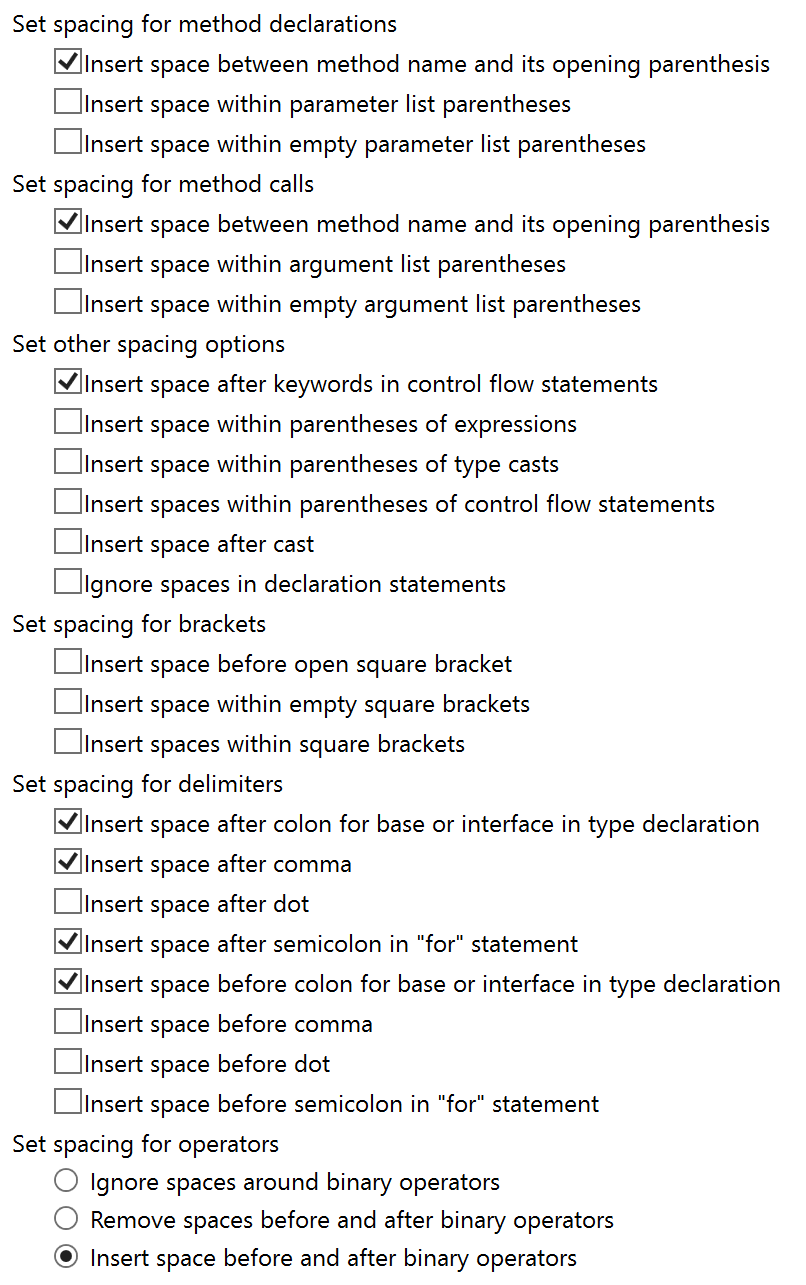 Set spacing for method declarations
Insert space between method name and its opening parenthesis
Insert space within parameter list parentheses
Insert space within empty parameter list parentheses
Set spacing for method calls
Insert space between method name and its opening parenthesis
Insert space within argument list parentheses
Insert space within empty argument list parentheses
Set other spacing options
Insert space after keywords in control flow statements
Insert space within parentheses of expressions
Insert space within parentheses of type casts
Insert spaces within parentheses of control flow statements
Insert space after cast
Ignore spaces in declaration statements
Set spacing for brackets
Insert space before open square bracket
Insert space within empty square brackets
Insert spaces within square brackets
Set spacing for delimiters
Insert space after colon for base or interface in type declaration
Insert space after comma
Insert space after dot
Insert space after semicolon in "for" statement
Insert space before colon for base or interface in type declaration
Insert space before comma
Insert space before dot
Insert space before semicolon in "for" statement
Set spacing for operators
Ignore spaces around binary operators
Remove spaces before and after binary operators
Insert space before and after binary operators